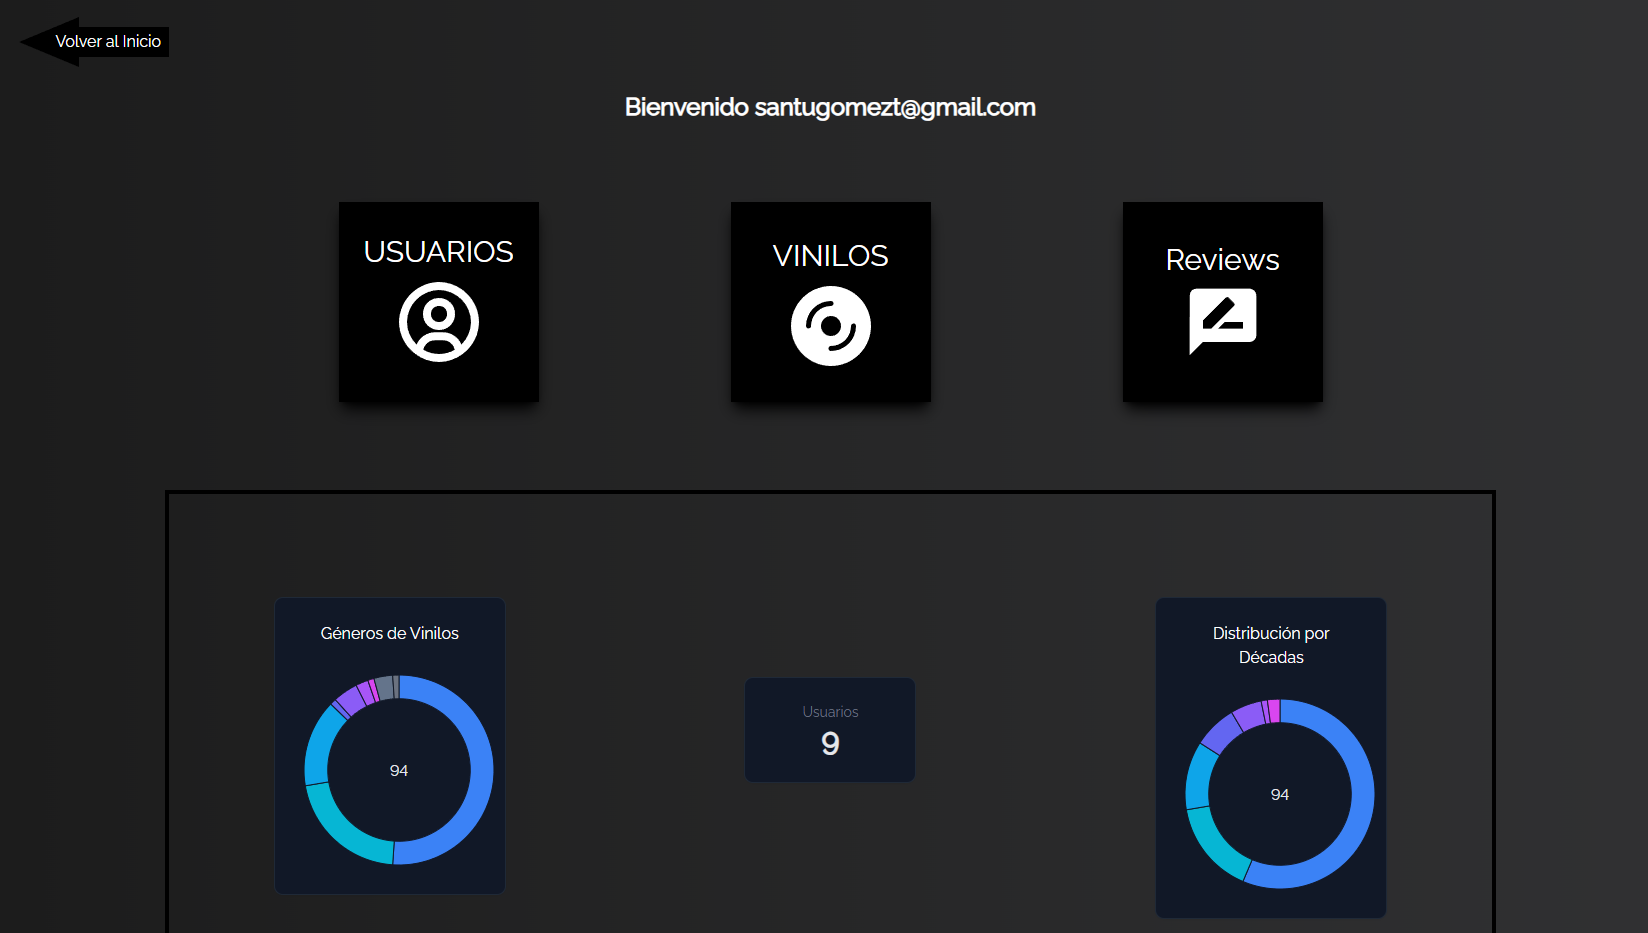 Volver al Inicio
Bienvenido santugomezt@gmail.com
USUARIOS
VINILOS
Reviews
Géneros de Vinilos
94
Usuarios
9
Distribución por
Décadas
94